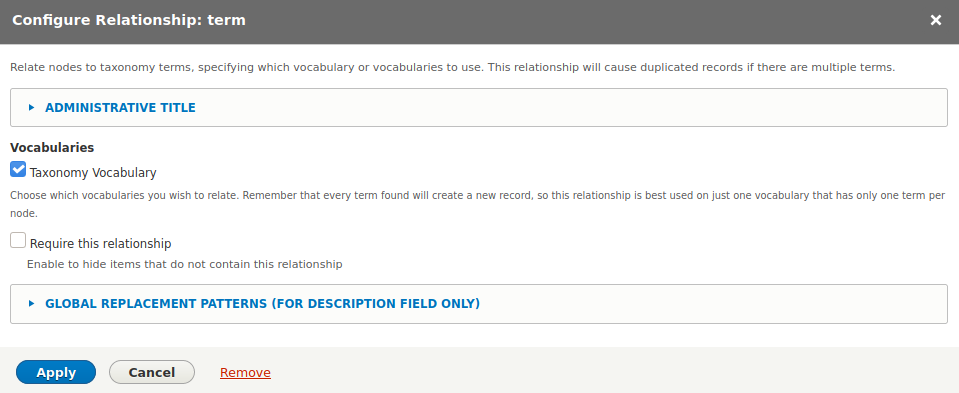 Configure Relationship: term
Relate nodes to taxonomy terms, specifying which vocabulary or vocabularies to use. This relationship will cause duplicated records if there are multiple terms.
ADMINISTRATIVE TITLE
Vocabularies
Taxonomy Vocabulary
Choose which vocabularies you wish to relate. Remember that every term found will create a new record, so this relationship is best used on just one vocabulary that has only one term per
node.
Require this relationship
Enable to hide items that do not contain this relationship
GLOBAL REPLACEMENT PATTERNS (FOR DESCRIPTION FIELD ONLY)
Apply Cancel Remove